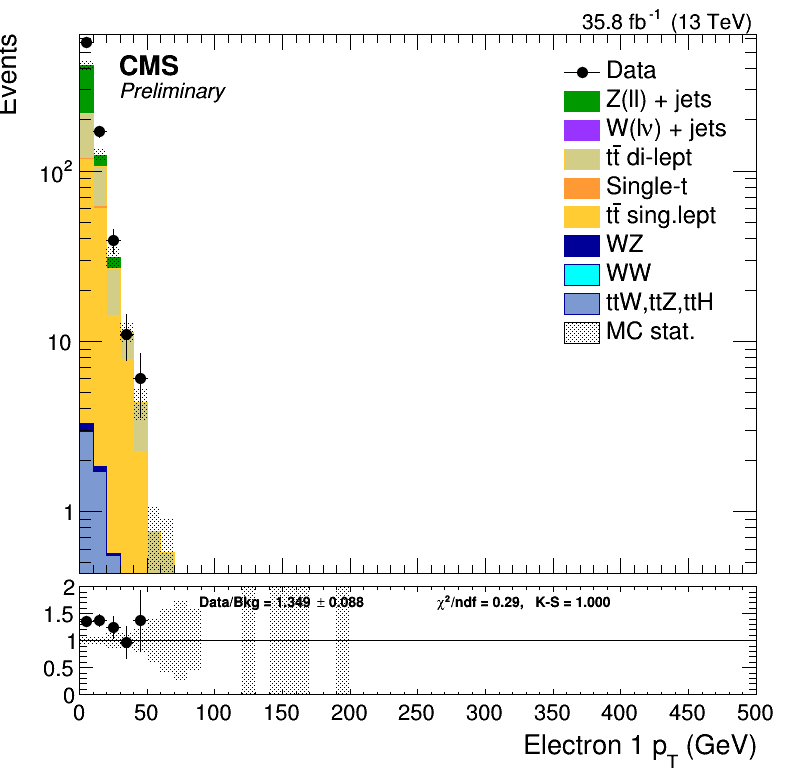 35.8 fb⁻¹ (13 TeV)
Events
CMS
Preliminary
Data
Z(ll) + jets
W(lν) + jets
tt̄ di-lept
Single-t
tt̄ sing.lept
WZ
WW
ttW,ttZ,ttH
MC stat.
10²
10
1
Data/Bkg = 1.349 ± 0.088
χ²/ndf = 0.29, K-S = 1.000
2
1.5
1
0.5
0
0 50 100 150 200 250 300 350 400 450 500
Electron 1 p_T (GeV)